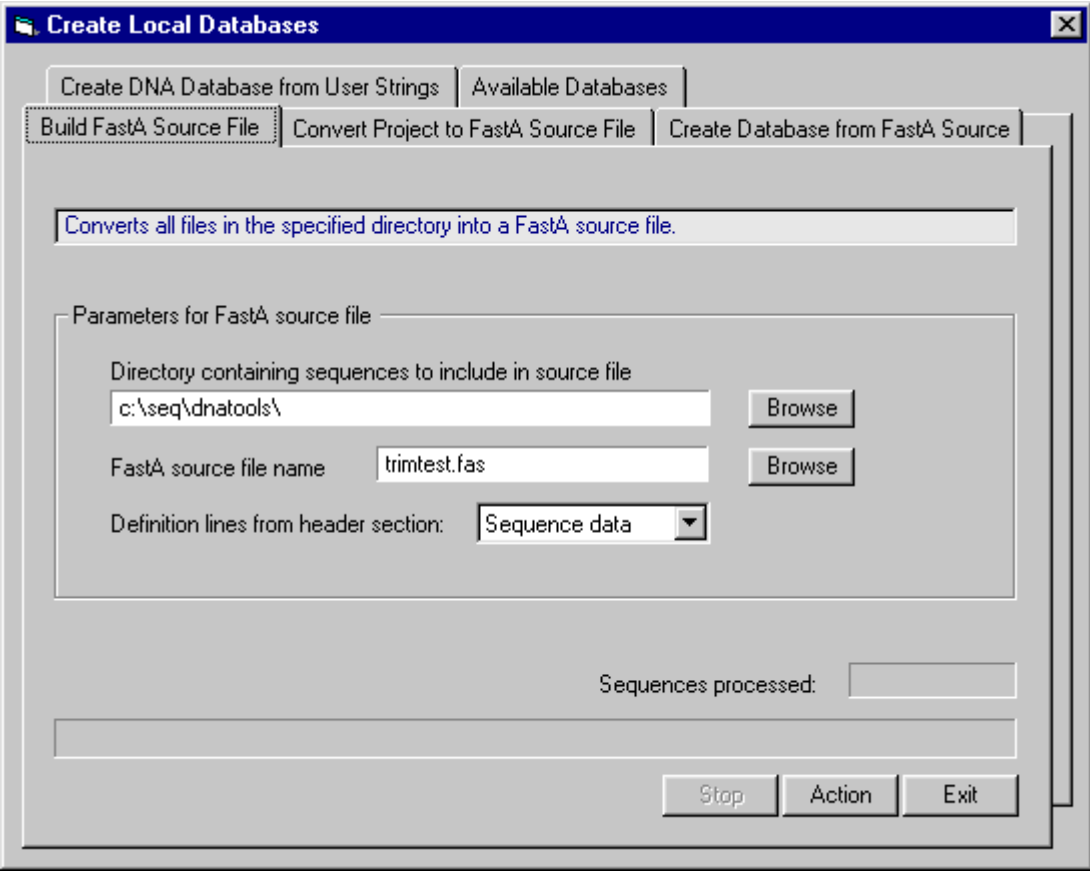 Create Local Databases
Create DNA Database from User Strings Available Databases
Build FastA Source File Convert Project to FastA Source File Create Database from FastA Source
Converts all files in the specified directory into a FastA source file.
Parameters for FastA source file
Directory containing sequences to include in source file
c:\seq\dnatools\ Browse
FastA source file name trimtest.fas Browse
Definition lines from header section: Sequence data
Sequences processed:
Stop Action Exit